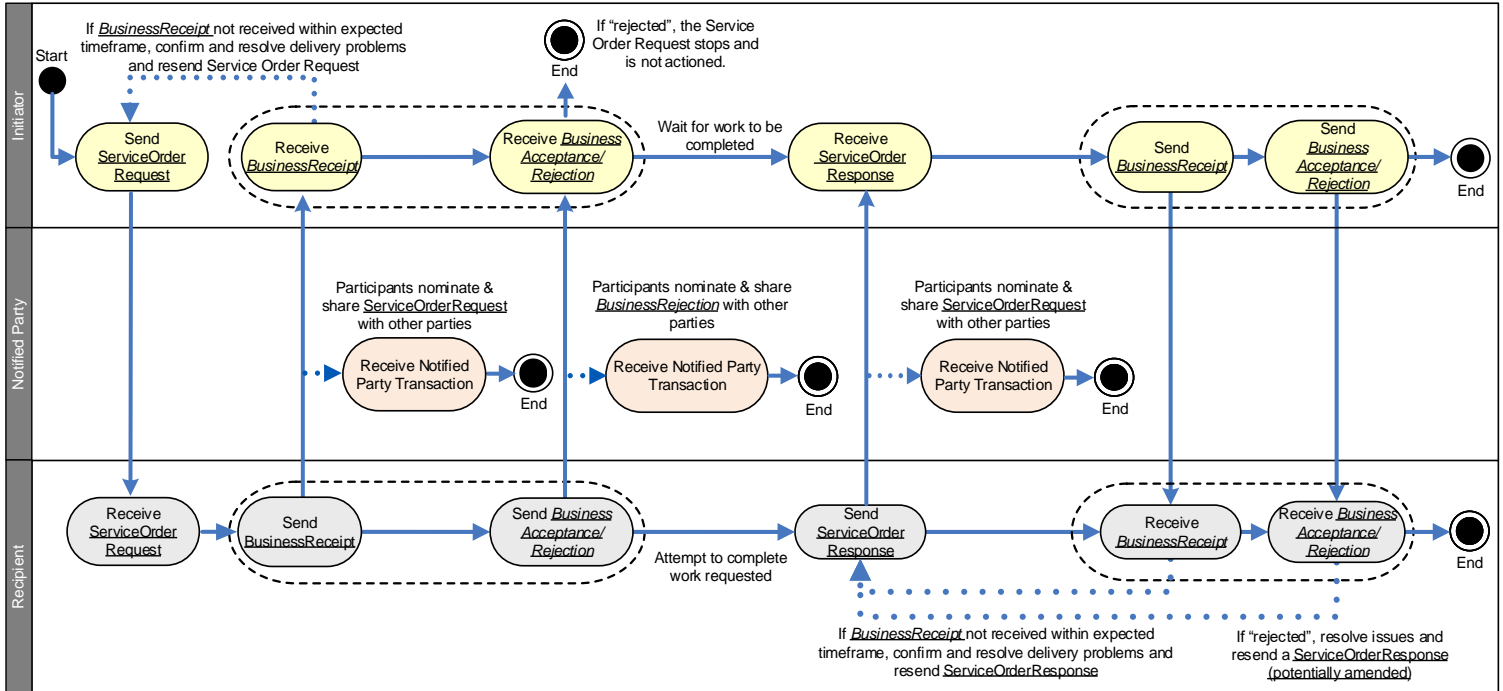 Initiator
If BusinessReceipt not received within expected
timeframe, confirm and resolve delivery problems
and resend Service Order Request
Start
End
If “rejected”, the Service
Order Request stops and
is not actioned.
Send
ServiceOrder
Request
Receive
BusinessReceipt
Receive Business
Acceptance/
Rejection
Wait for work to be
completed
Receive
ServiceOrder
Response
Send
BusinessReceipt
Send
Business
Acceptance/
Rejection
End
Notified Party
Participants nominate &
share ServiceOrderRequest
with other parties
Receive Notified
Party Transaction
End
Participants nominate & share
BusinessRejection with other
parties
Receive Notified Party
Transaction
End
Participants nominate &
share ServiceOrderRequest
with other parties
Receive Notified
Party Transaction
End
Recipient
Receive
ServiceOrder
Request
Send
BusinessReceipt
Send Business
Acceptance/
Rejection
Attempt to complete
work requested
Send
ServiceOrder
Response
Receive
BusinessReceipt
Receive Business
Acceptance/
Rejection
End
If BusinessReceipt not received within expected
timeframe, confirm and resolve delivery problems and
resend ServiceOrderResponse
If “rejected”, resolve issues and
resend a ServiceOrderResponse
(potentially amended)